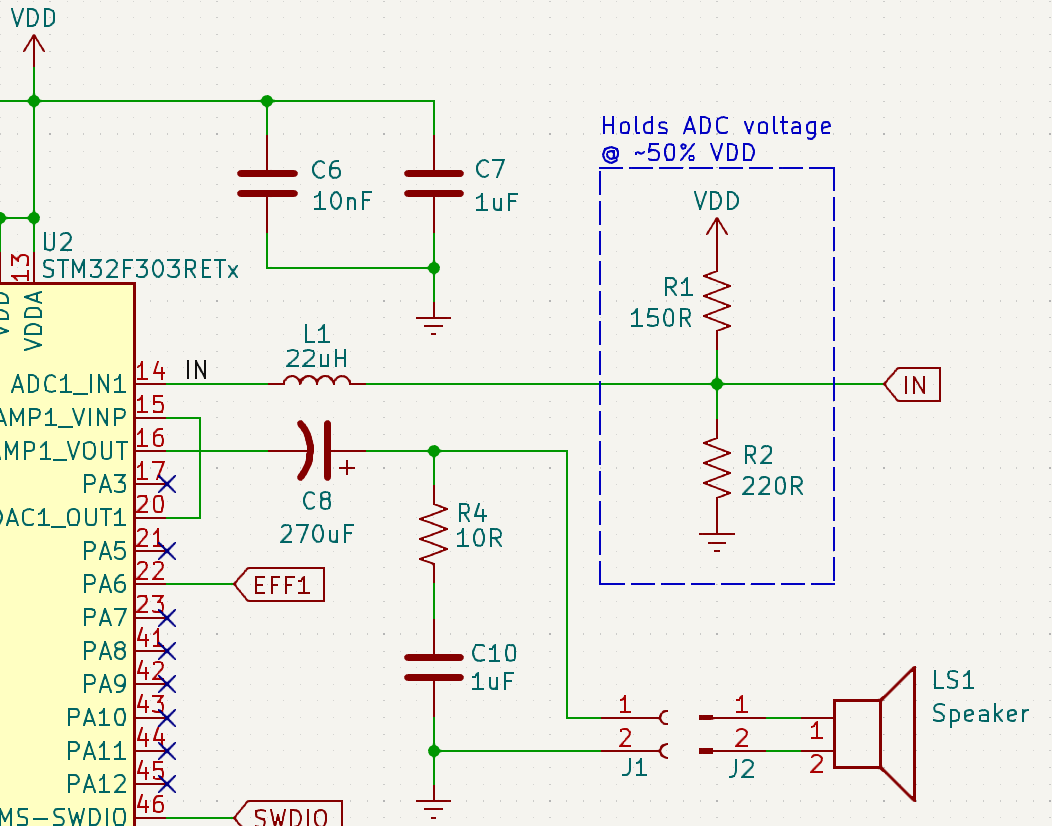 VDD
Holds ADC voltage
@ ~50% VDD
C6
10nF
C7
1uF
VDD
U2
STM32F303RETx
13
VDD
VDDA
R1
150R
L1
22uH
ADC1_IN1
14
IN
IN
AMP1_VINP
15
MP1_VOUT
16
PA3
17
DAC1_OUT1
20
PA5
21
PA6
22
EFF1
PA7
23
PA8
41
PA9
42
PA10
43
PA11
44
PA12
45
MS-SWDIO
46
SWDIO
+
C8
270uF
R2
220R
R4
10R
C10
1uF
1
2
J1
1
2
J2
1
2
LS1
Speaker